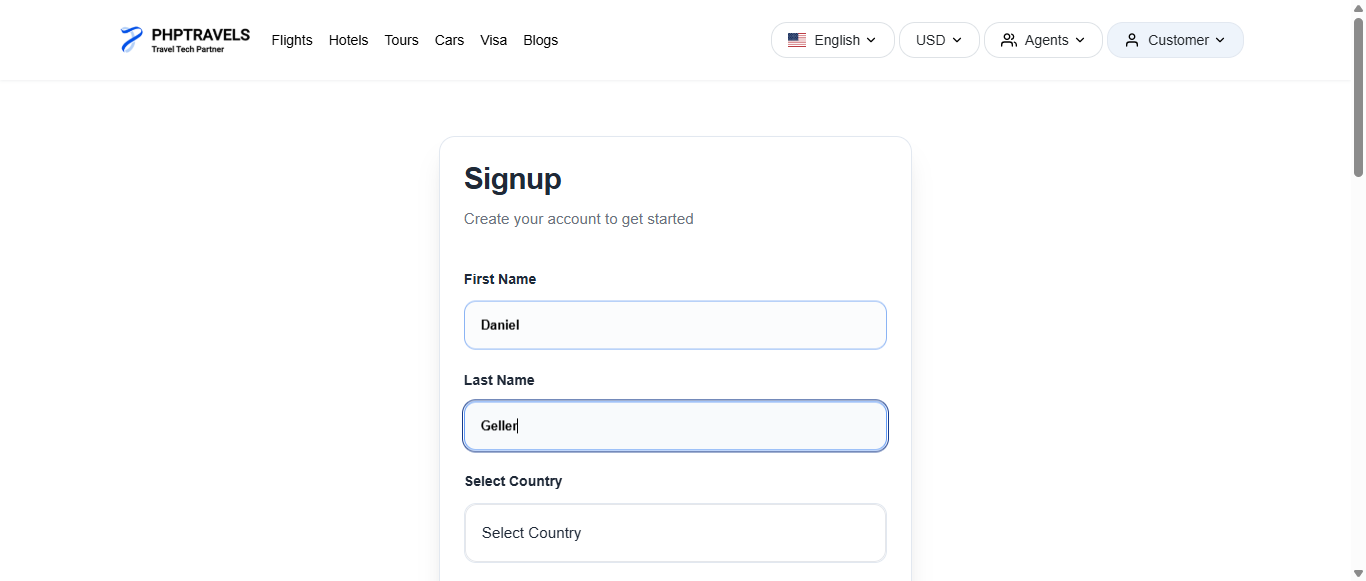 PHPTRAVELS
Travel Tech Partner
Flights Hotels Tours Cars Visa Blogs
English USD Agents Customer
Signup
Create your account to get started
First Name
Daniel
Last Name
Geller
Select Country
Select Country